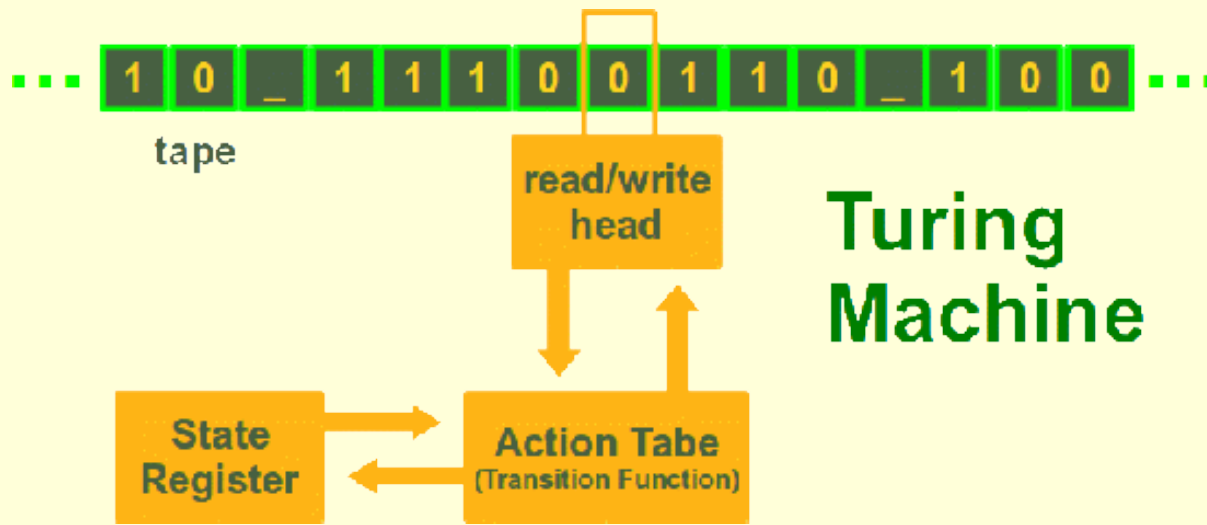 1 0 _ 1 1 1 0 0 1 1 0 _ 1 0 0
tape
read/write
head
Turing
Machine
State
Register
Action Tabe
(Transition Function)